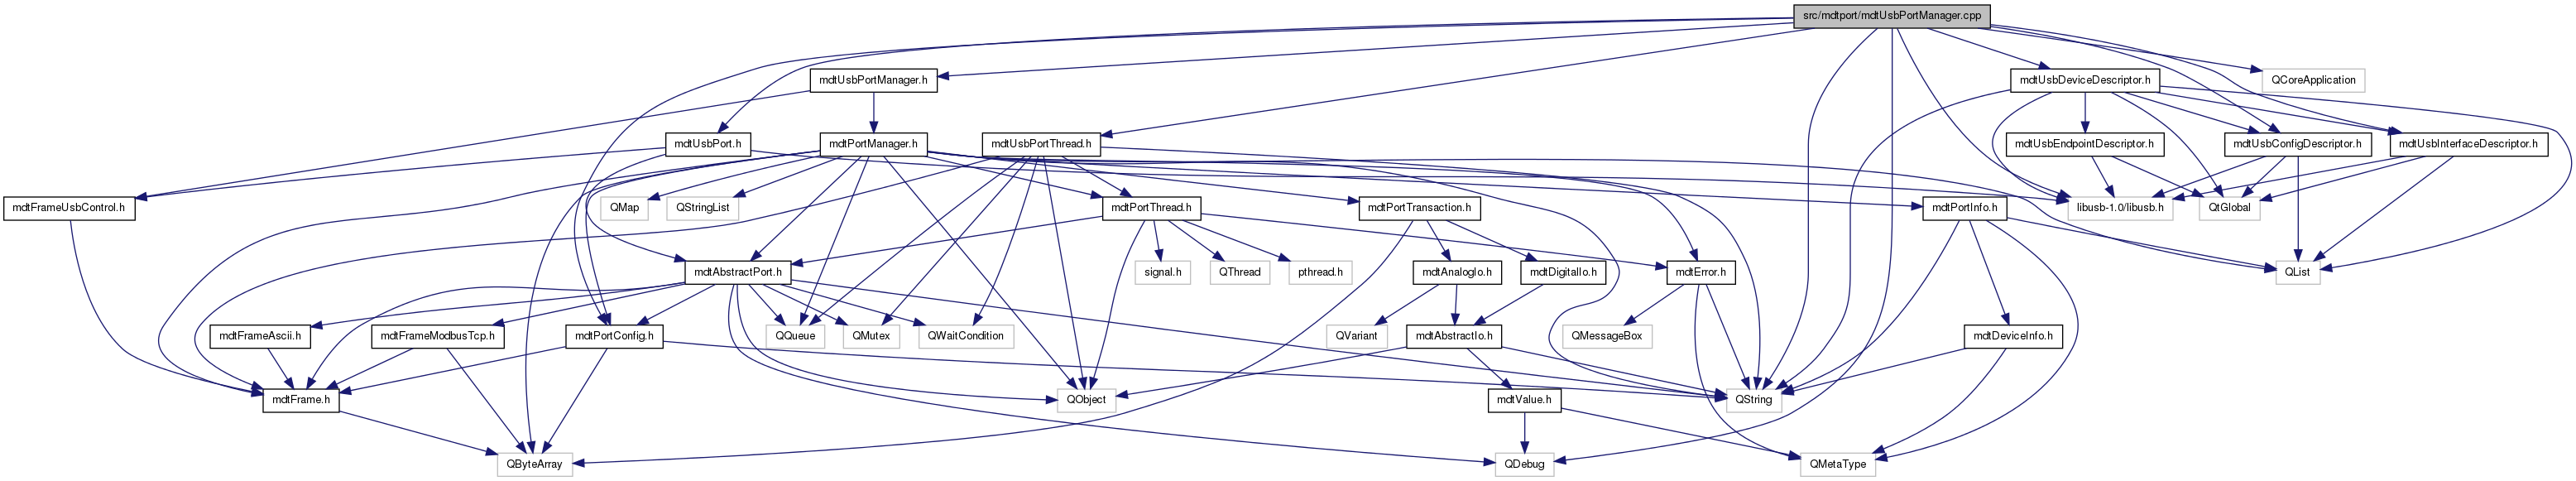 src/mdtport/mdtUsbPortManager.cpp
mdtUsbPortManager.h
mdtUsbDeviceDescriptor.h
QCoreApplication
mdtUsbPort.h
mdtPortManager.h
mdtUsbPortThread.h
mdtUsbEndpointDescriptor.h
mdtUsbConfigDescriptor.h
mdtUsbInterfaceDescriptor.h
mdtFrameUsbControl.h
QMap
QStringList
mdtPortThread.h
mdtPortTransaction.h
mdtPortInfo.h
libusb-1.0/libusb.h
QtGlobal
mdtAbstractPort.h
signal.h
QThread
pthread.h
mdtAnalogIo.h
mdtDigitalIo.h
mdtError.h
QList
mdtFrameAscii.h
mdtFrameModbusTcp.h
mdtPortConfig.h
QQueue
QMutex
QWaitCondition
QVariant
mdtAbstractIo.h
QMessageBox
mdtDeviceInfo.h
mdtFrame.h
QObject
mdtValue.h
QString
QByteArray
QDebug
QMetaType